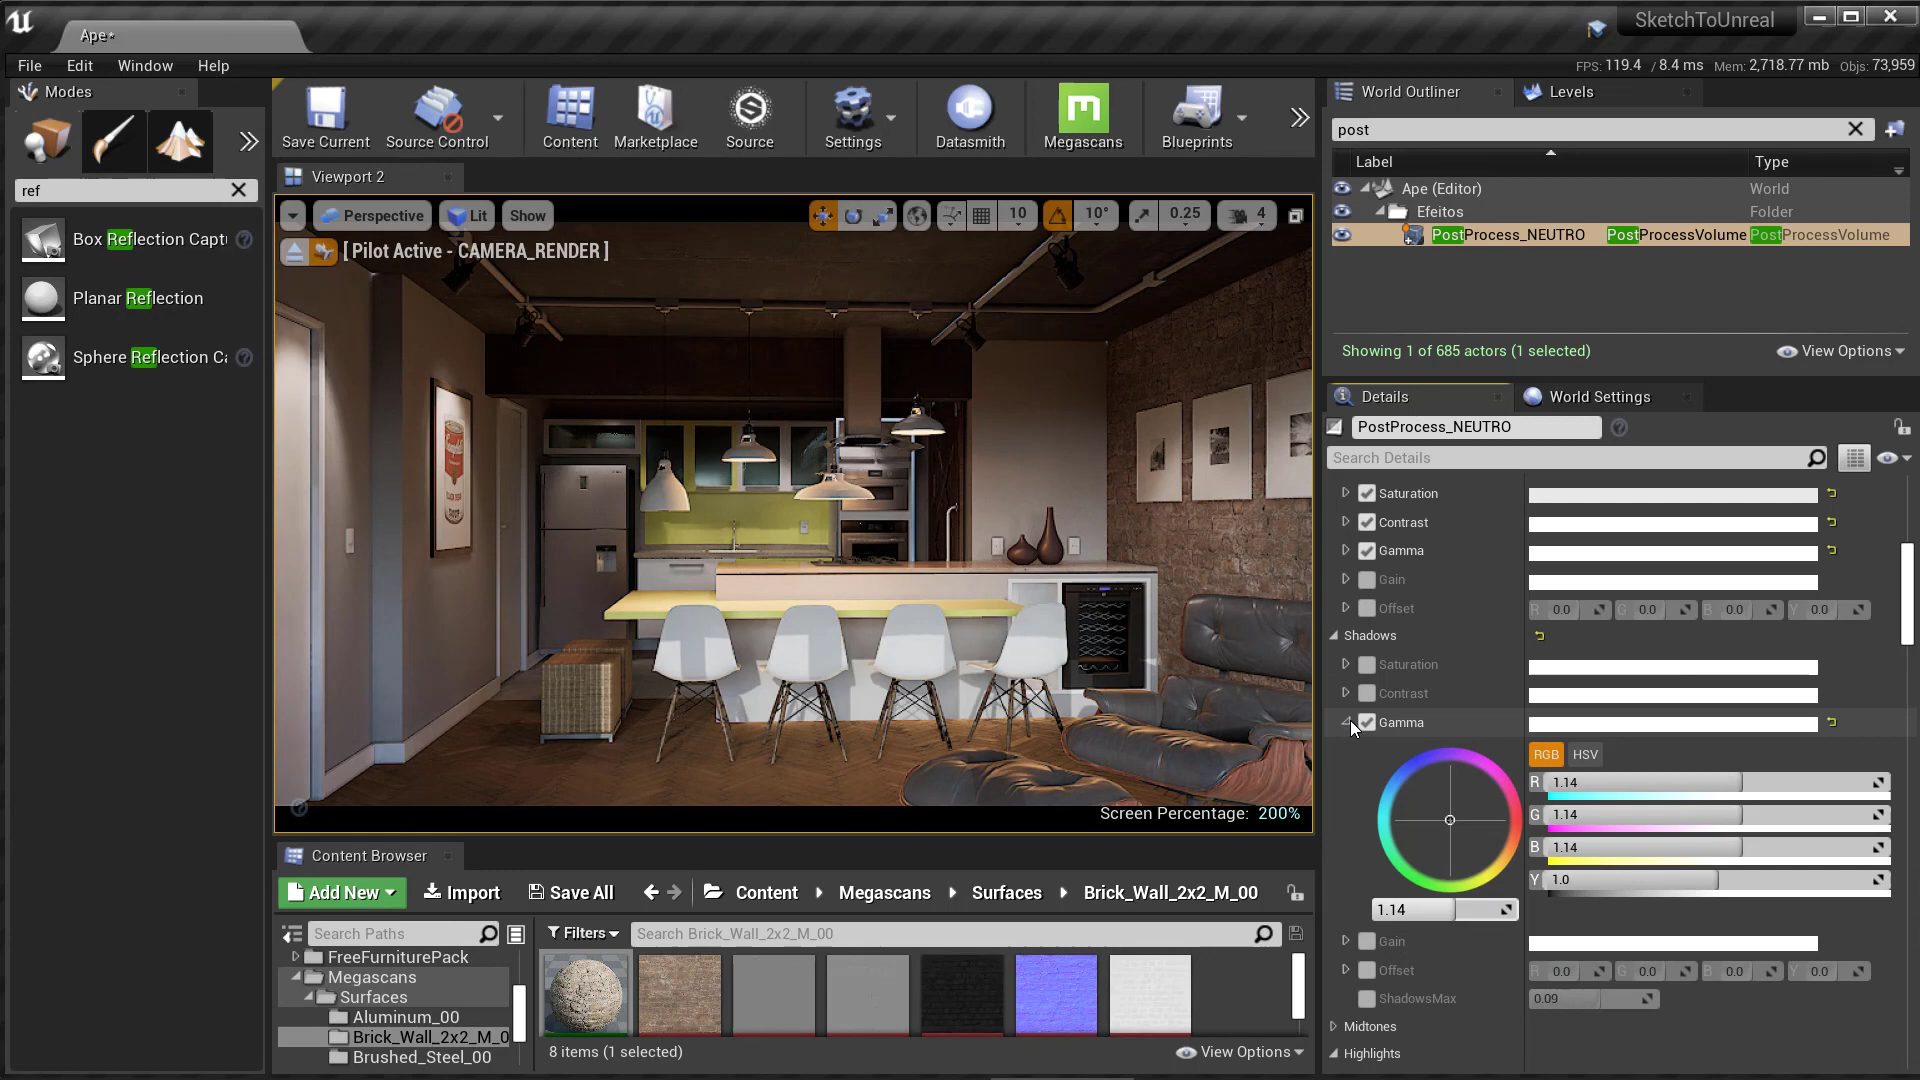 Ape*
SketchToUnreal
File Edit Window Help
FPS: 119.4 / 8.4 ms Mem: 2,718.77 mb Objs: 73,959
Modes
ref
Box Reflection Capt
Planar Reflection
Sphere Reflection Ca
Save Current
Source Control
Content
Marketplace
Source
Settings
Datasmith
Megascans
Blueprints
Viewport 2
Perspective
Lit
Show
10
10°
0.25
4
[ Pilot Active - CAMERA_RENDER ]
Screen Percentage: 200%
World Outliner
Levels
post
Label Type
Ape (Editor) World
Efeitos Folder
PostProcess_NEUTRO PostProcessVolume PostProcessVolume
Showing 1 of 685 actors (1 selected)
View Options
Details
World Settings
PostProcess_NEUTRO
Search Details
Saturation
Contrast
Gamma
Gain
Offset R 0.0 G 0.0 B 0.0 Y 0.0
Shadows
Saturation
Contrast
Gamma
RGB HSV
R 1.14
G 1.14
B 1.14
Y 1.0
1.14
Gain
Offset R 0.0 G 0.0 B 0.0 Y 0.0
ShadowsMax 0.09
Midtones
Highlights
Content Browser
Add New
Import
Save All
Content
Megascans
Surfaces
Brick_Wall_2x2_M_00
Search Paths
Filters
Search Brick_Wall_2x2_M_00
FreeFurniturePack
Megascans
Surfaces
Aluminum_00
Brick_Wall_2x2_M_0
Brushed_Steel_00
8 items (1 selected)
View Options